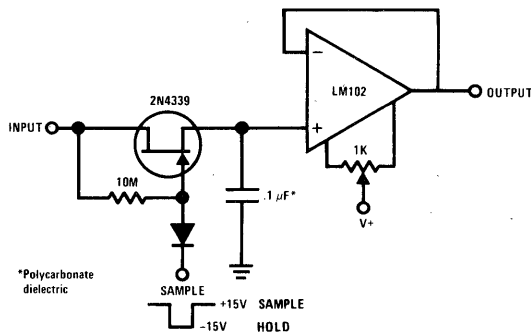 2N4339
LM102
OUTPUT
INPUT
1K
10M
.1 μF*
V+
*Polycarbonate
dielectric
SAMPLE
+15V SAMPLE
-15V HOLD
−
+